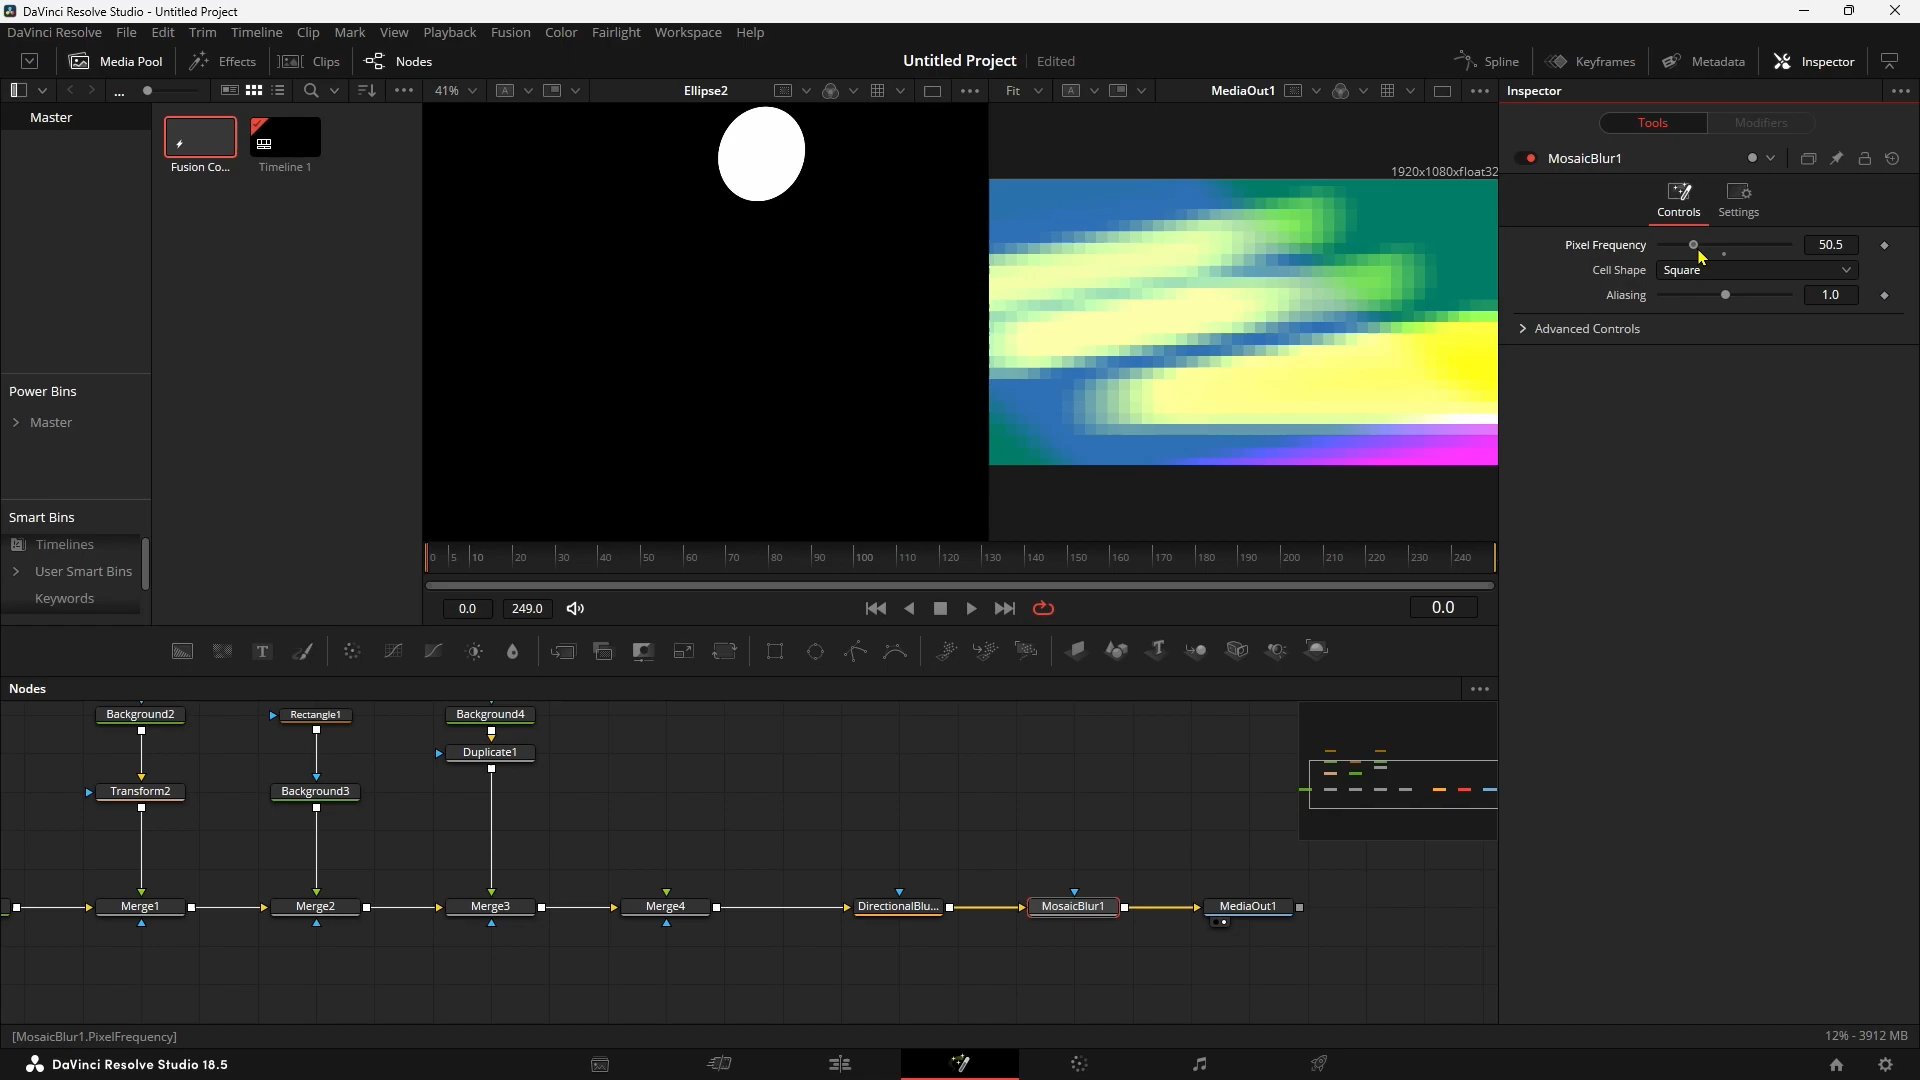 DaVinci Resolve Studio - Untitled Project
DaVinci Resolve File Edit Trim Timeline Clip Mark View Playback Fusion Color Fairlight Workspace Help
Media Pool Effects Clips Nodes Untitled Project Edited Spline Keyframes Metadata Inspector
... 41% Ellipse2 Fit MediaOut1 Inspector
Master
Tools Modifiers
Fusion Co... Timeline 1
MosaicBlur1
1920x1080xfloat32
Controls Settings
Pixel Frequency 50.5
Cell Shape Square
Aliasing 1.0
Advanced Controls
Power Bins
Master
Smart Bins
Timelines
User Smart Bins
Keywords
0 5 10 20 30 40 50 60 70 80 90 100 110 120 130 140 150 160 170 180 190 200 210 220 230 240
0.0 249.0 0.0
Nodes
Background2 Rectangle1 Background4
Duplicate1
Transform2 Background3
Merge1 Merge2 Merge3 Merge4 DirectionalBlu... MosaicBlur1 MediaOut1
[MosaicBlur1.PixelFrequency] 12% - 3912 MB
DaVinci Resolve Studio 18.5